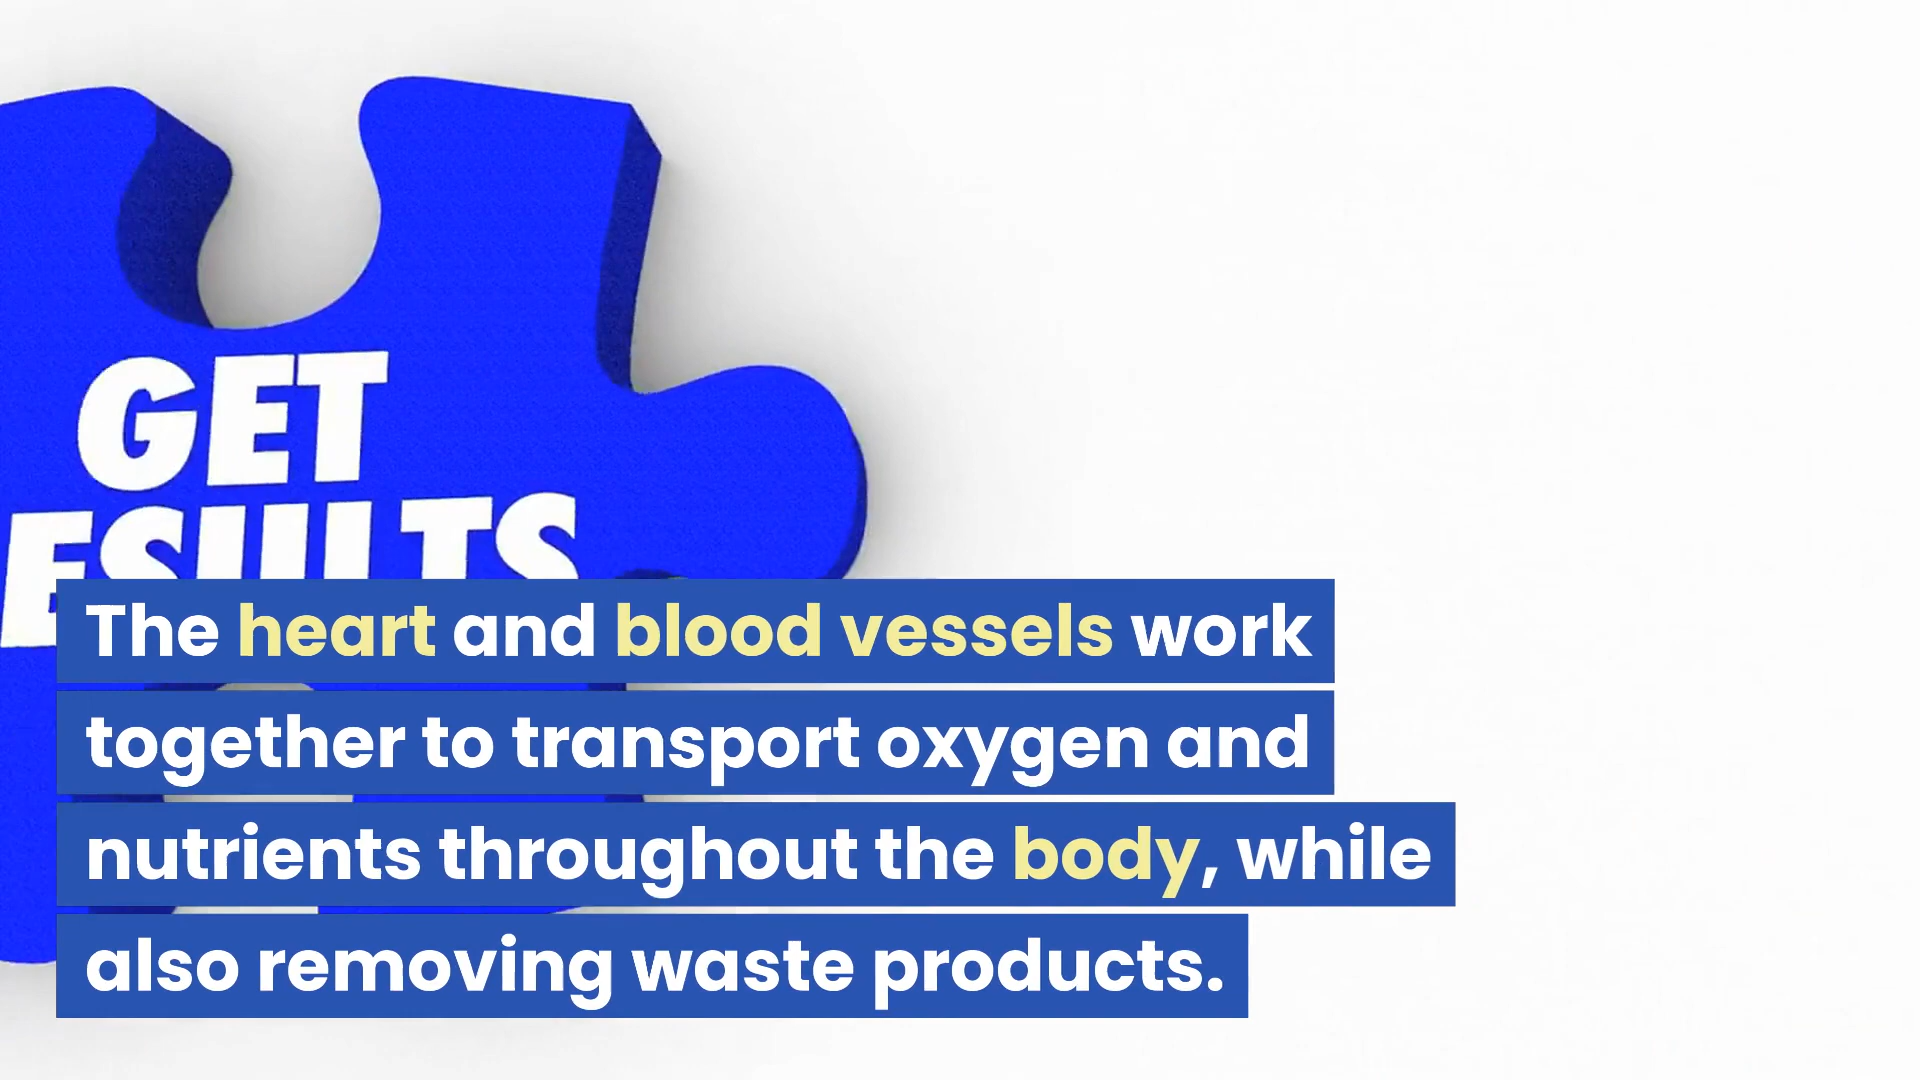 GET
ESULTS
The heart and blood vessels work
together to transport oxygen and
nutrients throughout the body, while
also removing waste products.